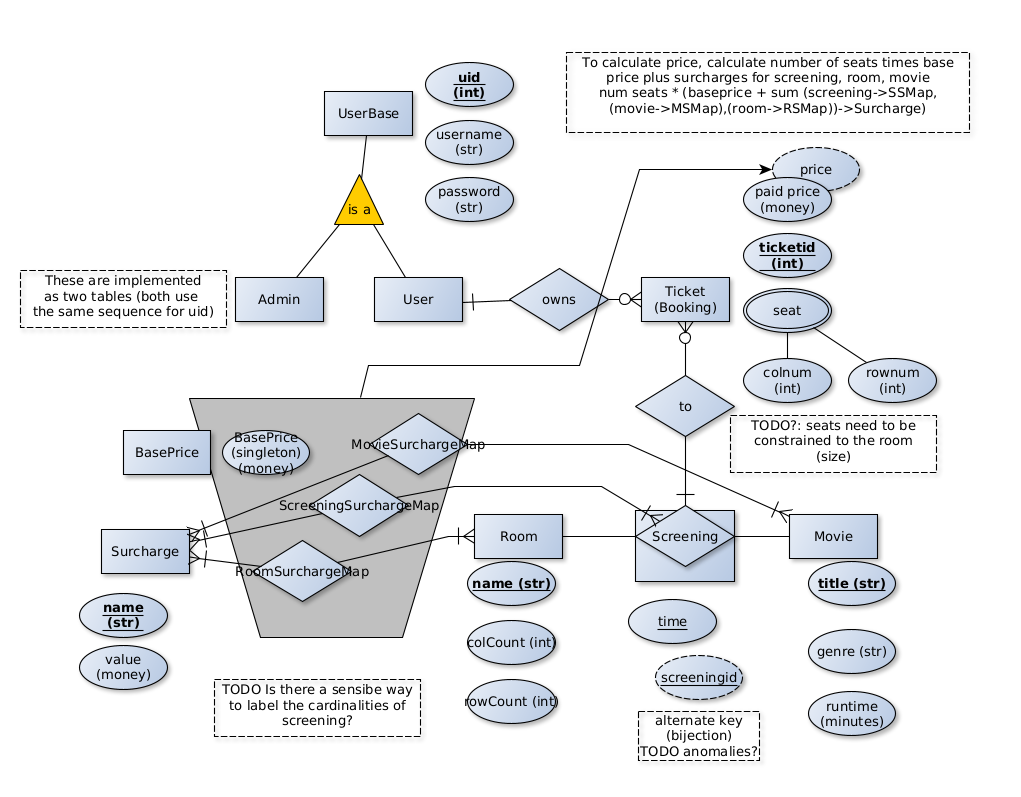 To calculate price, calculate number of seats times base
price plus surcharges for screening, room, movie
num seats * (baseprice + sum (screening->SSMap,
(movie->MSMap),(room->RSMap))->Surcharge)
uid
(int)
UserBase
username
(str)
price
paid price
(money)
password
(str)
is a
ticketid
(int)
These are implemented
as two tables (both use
the same sequence for uid)
Admin
User
owns
Ticket
(Booking)
seat
colnum
(int)
rownum
(int)
to
TODO?: seats need to be
constrained to the room
(size)
BasePrice
BasePrice
(singleton)
(money)
MovieSurchargeMap
ScreeningSurchargeMap
Surcharge
RoomSurchargeMap
Room
Screening
Movie
name (str)
title (str)
name
(str)
time
colCount (int)
genre (str)
value
(money)
screeningid
rowCount (int)
runtime
(minutes)
TODO Is there a sensibe way
to label the cardinalities of
screening?
alternate key
(bijection)
TODO anomalies?